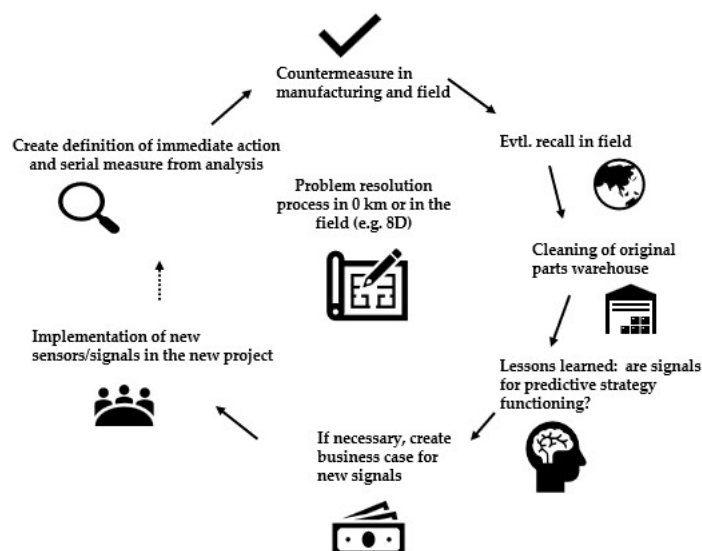 Countermeasure in
manufacturing and field
Evtl. recall in field
Cleaning of original
parts warehouse
Lessons learned: are signals
for predictive strategy
functioning?
If necessary, create
business case for
new signals
Implementation of new
sensors/signals in the new project
Create definition of immediate action
and serial measure from analysis
Problem resolution
process in 0 km or in the
field (e.g. 8D)